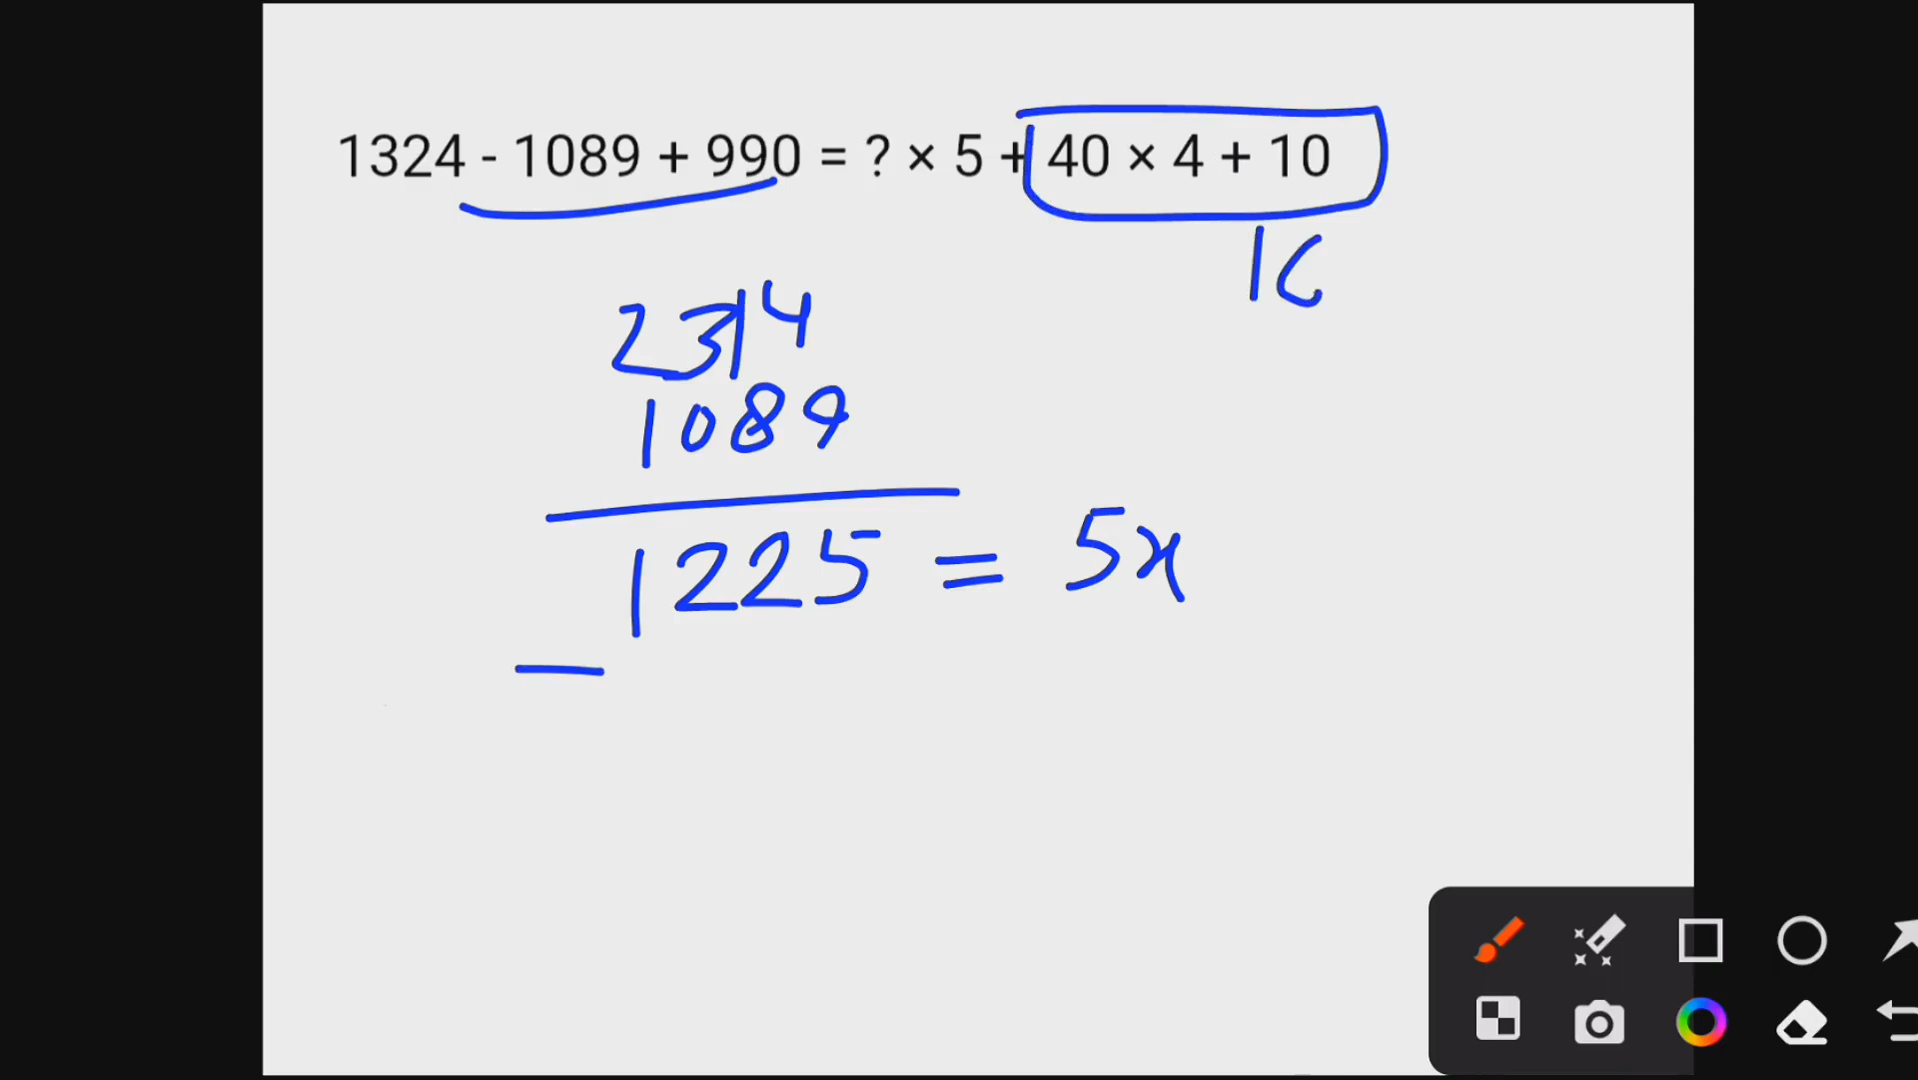 1324 - 1089 + 990 = ? × 5 + 40 × 4 + 10
16
2314
1089
1225 = 5x